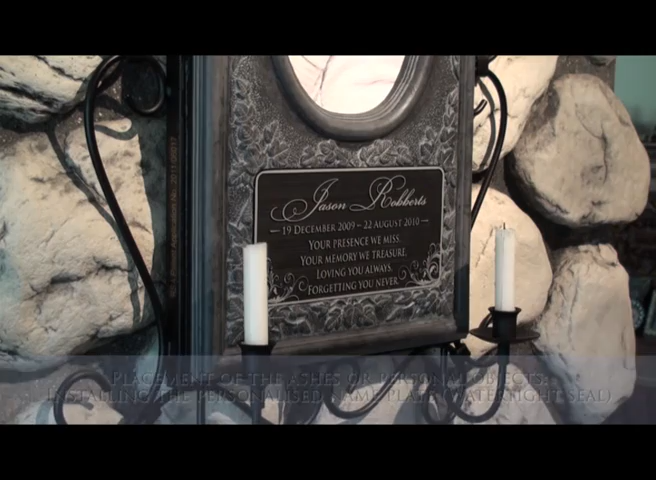 Jason Robberts
— 19 December 2009 – 22 August 2010 —
Your presence we miss.
Your memory we treasure.
Loving you always.
Forgetting you never.
Placement of the ashes or personal objects:
Installing the personalised name plate (watertight seal)